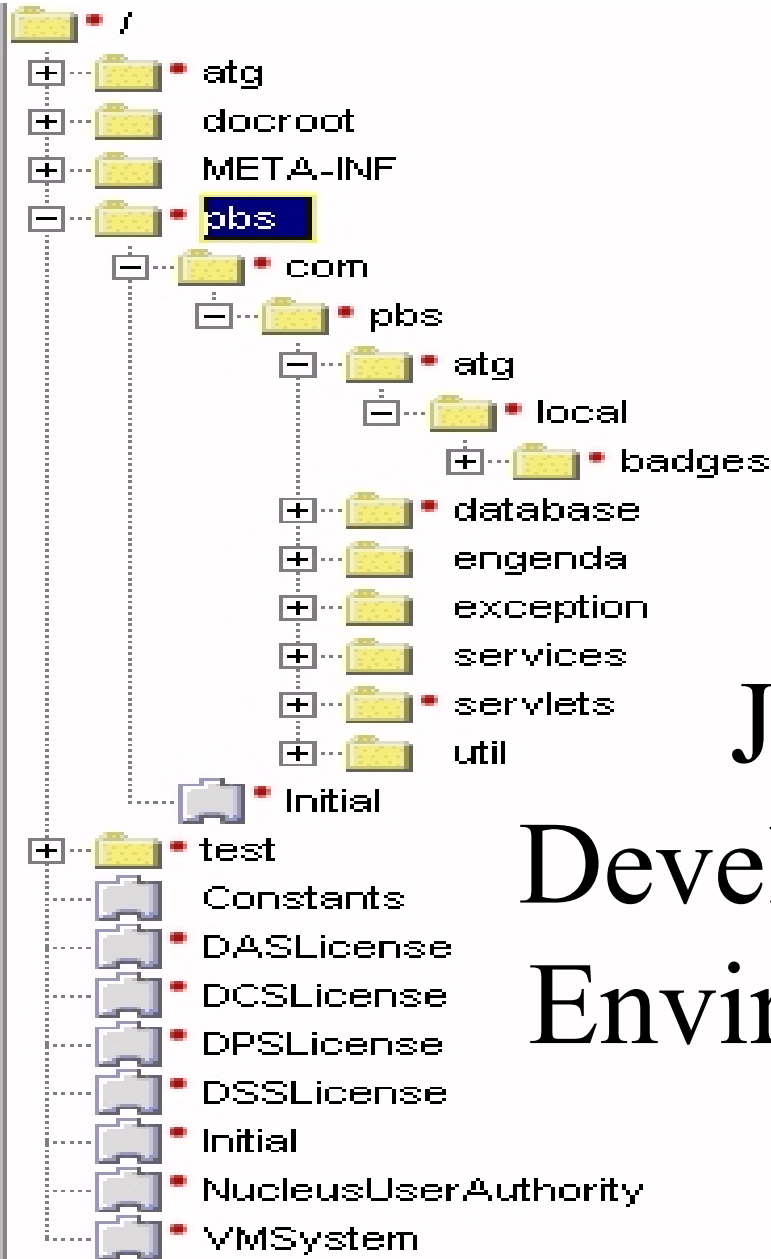 /
atg
docroot
META-INF
pbs
com
pbs
atg
local
badges
database
engenda
exception
services
servlets
util
Initial
test
Constants
DASLicense
DCSLicense
DPSLicense
DSSLicense
Initial
NucleusUserAuthority
VMSystem
J